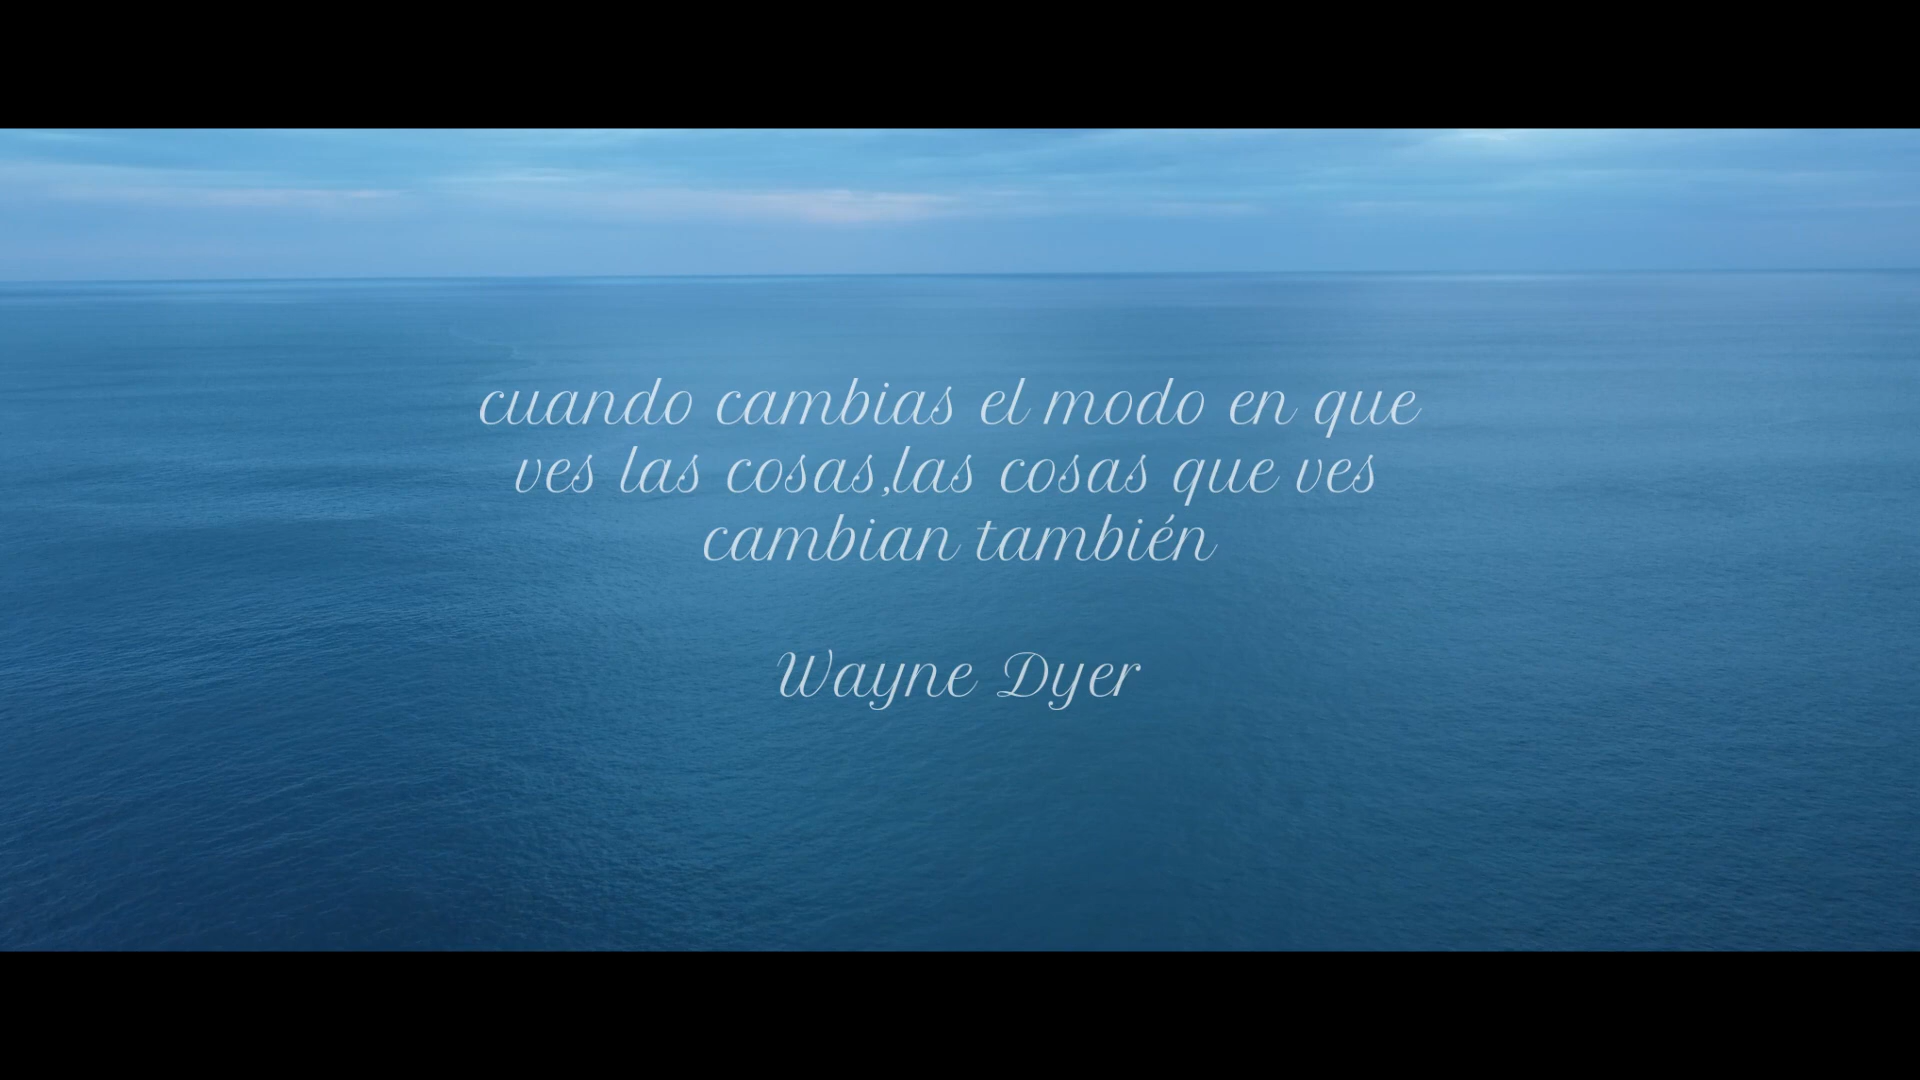 cuando cambias el modo en que
ves las cosas,las cosas que ves
cambian también
Wayne Dyer